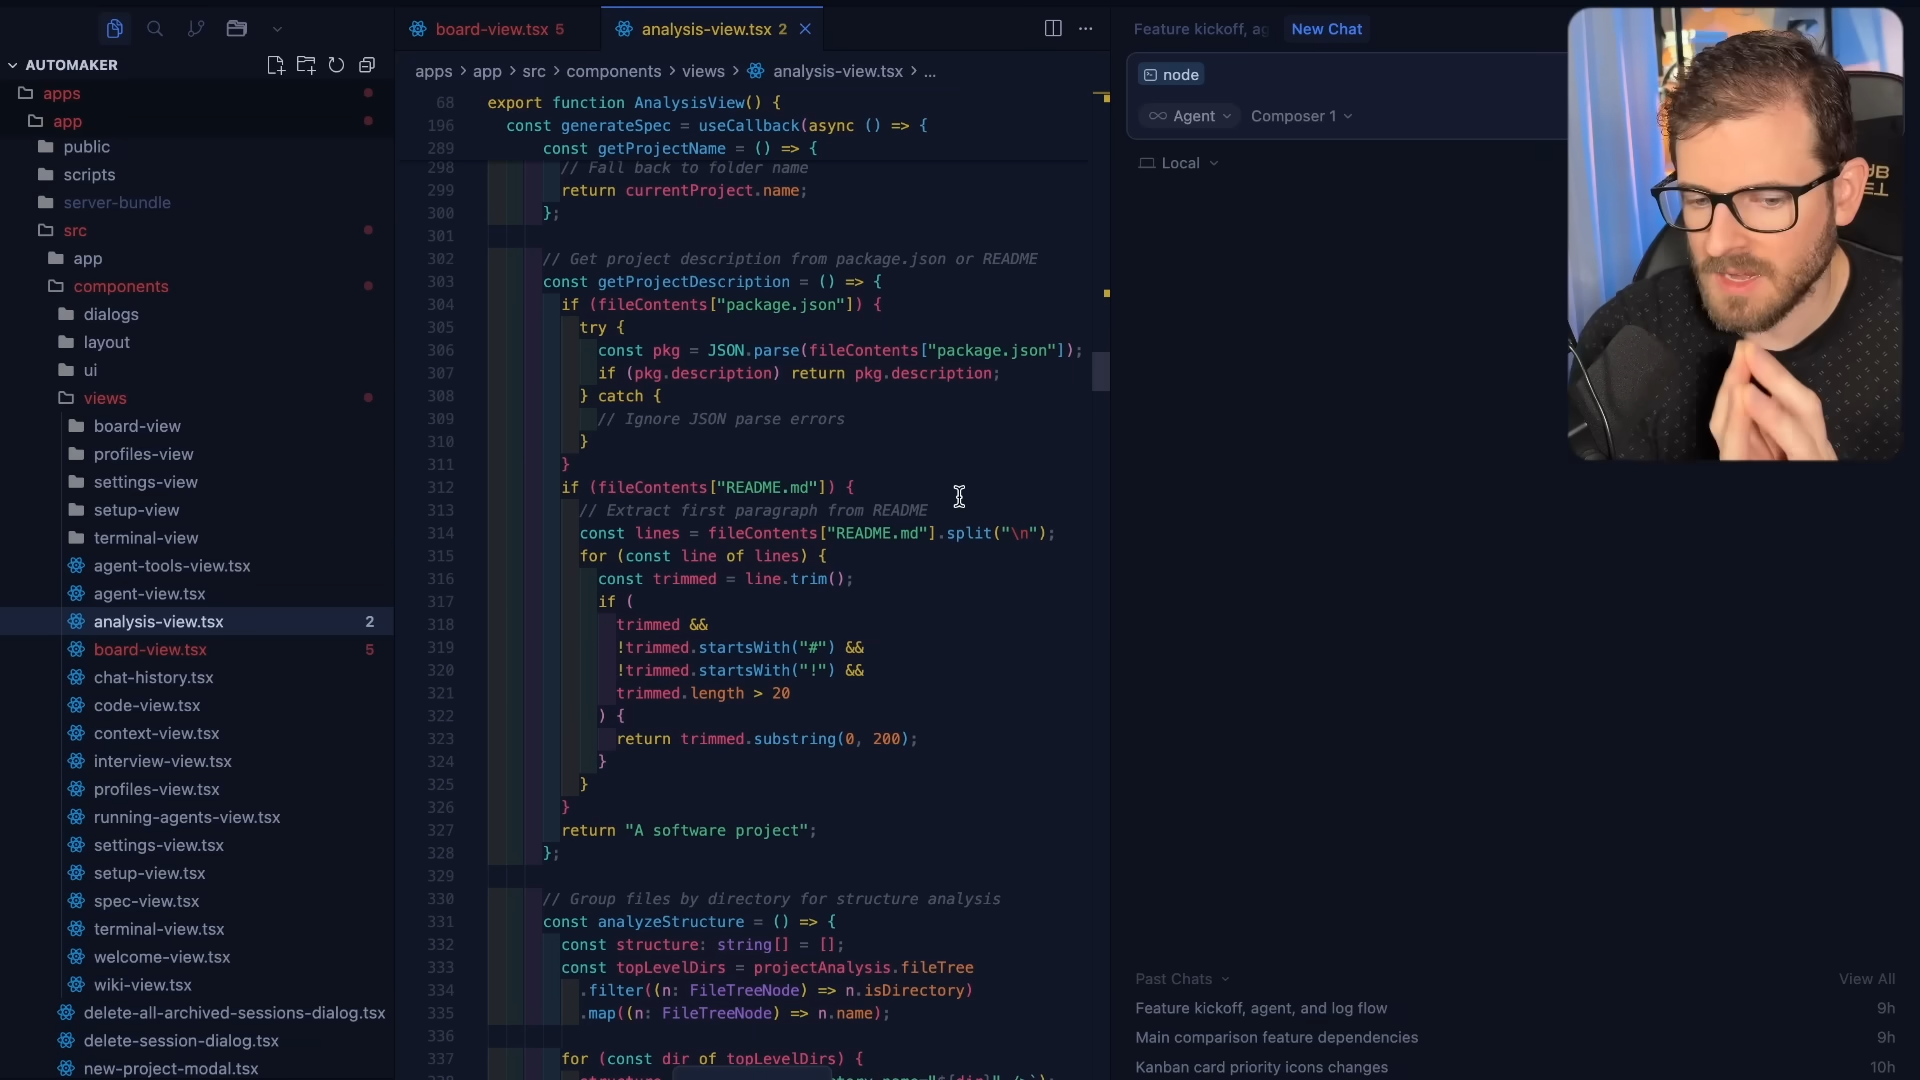 AUTOMAKER
apps
app
public
scripts
server-bundle
src
app
components
dialogs
layout
ui
views
board-view
profiles-view
settings-view
setup-view
terminal-view
agent-tools-view.tsx
agent-view.tsx
analysis-view.tsx 2
board-view.tsx 5
chat-history.tsx
code-view.tsx
context-view.tsx
interview-view.tsx
profiles-view.tsx
running-agents-view.tsx
settings-view.tsx
setup-view.tsx
spec-view.tsx
terminal-view.tsx
welcome-view.tsx
wiki-view.tsx
delete-all-archived-sessions-dialog.tsx
delete-session-dialog.tsx
new-project-modal.tsx
board-view.tsx 5
analysis-view.tsx 2
apps > app > src > components > views > analysis-view.tsx > ...
68 export function AnalysisView() {
196 const generateSpec = useCallback(async () => {
289 const getProjectName = () => {
298 // Fall back to folder name
299 return currentProject.name;
300 };
301
302 // Get project description from package.json or README
303 const getProjectDescription = () => {
304 if (fileContents["package.json"]) {
305 try {
306 const pkg = JSON.parse(fileContents["package.json"]);
307 if (pkg.description) return pkg.description;
308 } catch {
309 // Ignore JSON parse errors
310 }
311 }
312 if (fileContents["README.md"]) {
313 // Extract first paragraph from README
314 const lines = fileContents["README.md"].split("\n");
315 for (const line of lines) {
316 const trimmed = line.trim();
317 if (
318 trimmed &&
319 !trimmed.startsWith("#") &&
320 !trimmed.startsWith("!") &&
321 trimmed.length > 20
322 ) {
323 return trimmed.substring(0, 200);
324 }
325 }
326 }
327 return "A software project";
328 };
329
330 // Group files by directory for structure analysis
331 const analyzeStructure = () => {
332 const structure: string[] = [];
333 const topLevelDirs = projectAnalysis.fileTree
334 .filter((n: FileTreeNode) => n.isDirectory)
335 .map((n: FileTreeNode) => n.name);
336
337 for (const dir of topLevelDirs) {
Feature kickoff, ag
New Chat
node
Agent
Composer 1
Local
Past Chats
View All
Feature kickoff, agent, and log flow 9h
Main comparison feature dependencies 9h
Kanban card priority icons changes 10h